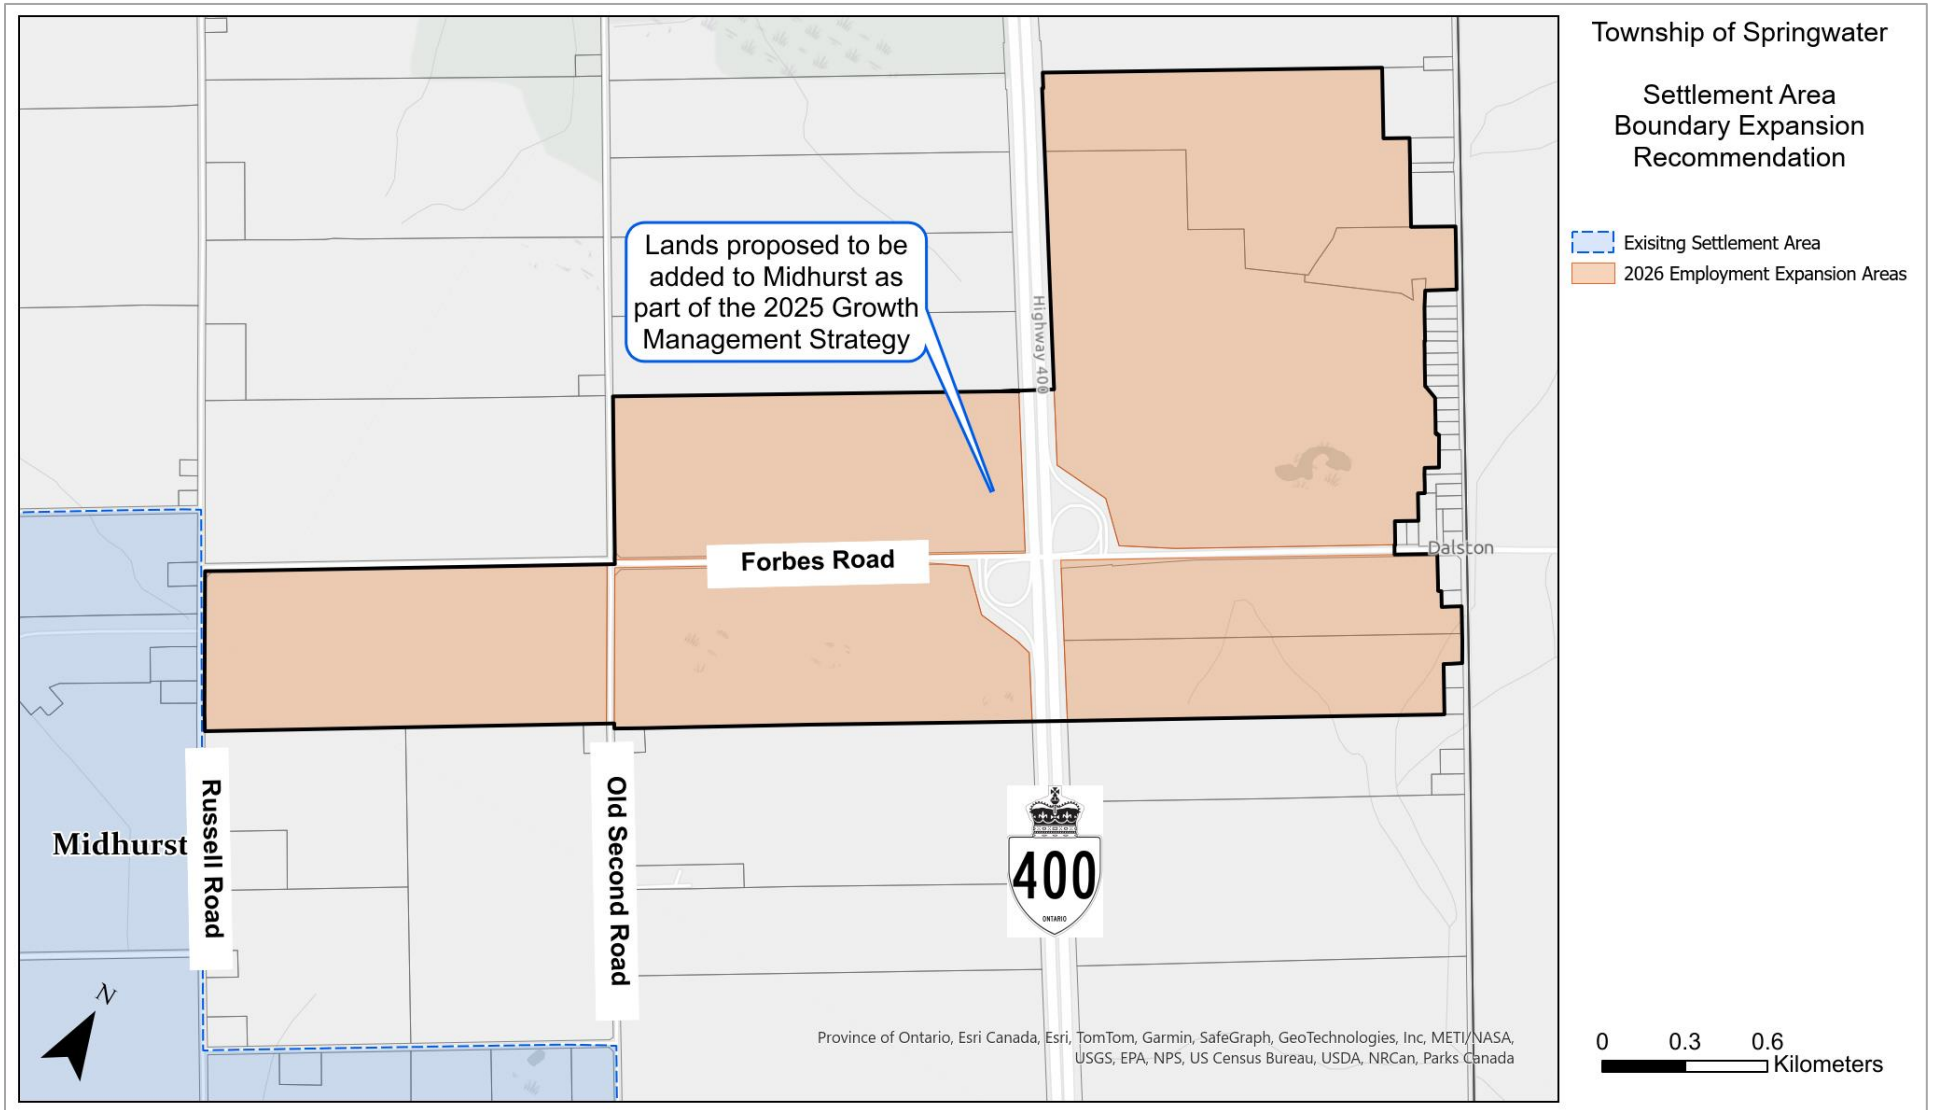 Township of Springwater
Settlement Area
Boundary Expansion
Recommendation
Exisitng Settlement Area
2026 Employment Expansion Areas
Lands proposed to be
added to Midhurst as
part of the 2025 Growth
Management Strategy
Highway 400
Forbes Road
Dalston
Russell Road
Old Second Road
Midhurst
400
ONTARIO
N
Province of Ontario, Esri Canada, Esri, TomTom, Garmin, SafeGraph, GeoTechnologies, Inc, METI/NASA,
USGS, EPA, NPS, US Census Bureau, USDA, NRCan, Parks Canada
0 0.3 0.6
Kilometers